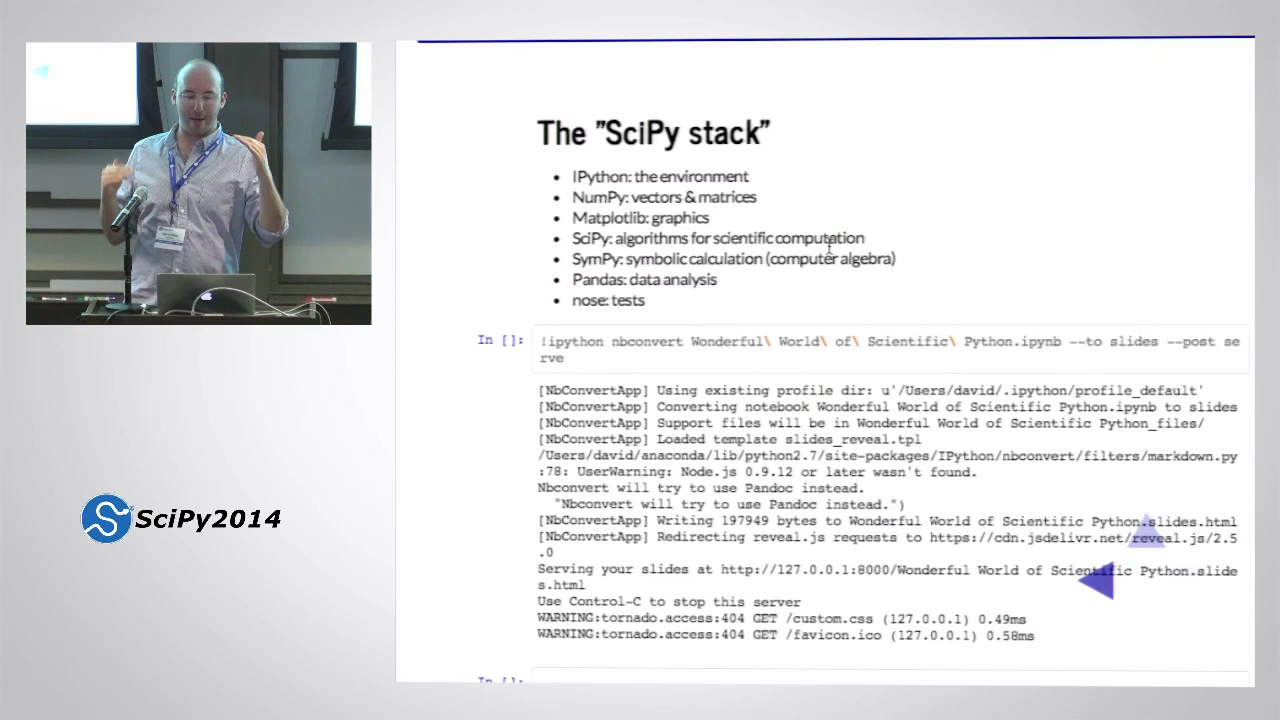 The "SciPy stack"
• IPython: the environment
• NumPy: vectors & matrices
• Matplotlib: graphics
• SciPy: algorithms for scientific computation
• SymPy: symbolic calculation (computer algebra)
• Pandas: data analysis
• nose: tests
In []: !ipython nbconvert Wonderful\ World\ of\ Scientific\ Python.ipynb --to slides --post se
rve
[NbConvertApp] Using existing profile dir: u'/Users/david/.ipython/profile_default'
[NbConvertApp] Converting notebook Wonderful World of Scientific Python.ipynb to slides
[NbConvertApp] Support files will be in Wonderful World of Scientific Python_files/
[NbConvertApp] Loaded template slides_reveal.tpl
/Users/david/anaconda/lib/python2.7/site-packages/IPython/nbconvert/filters/markdown.py
:78: UserWarning: Node.js 0.9.12 or later wasn't found.
Nbconvert will try to use Pandoc instead.
"Nbconvert will try to use Pandoc instead.")
[NbConvertApp] Writing 197949 bytes to Wonderful World of Scientific Python.slides.html
[NbConvertApp] Redirecting reveal.js requests to https://cdn.jsdelivr.net/reveal.js/2.5
.0
Serving your slides at http://127.0.0.1:8000/Wonderful World of Scientific Python.slide
s.html
Use Control-C to stop this server
WARNING:tornado.access:404 GET /custom.css (127.0.0.1) 0.49ms
WARNING:tornado.access:404 GET /favicon.ico (127.0.0.1) 0.58ms
In []:
SciPy2014